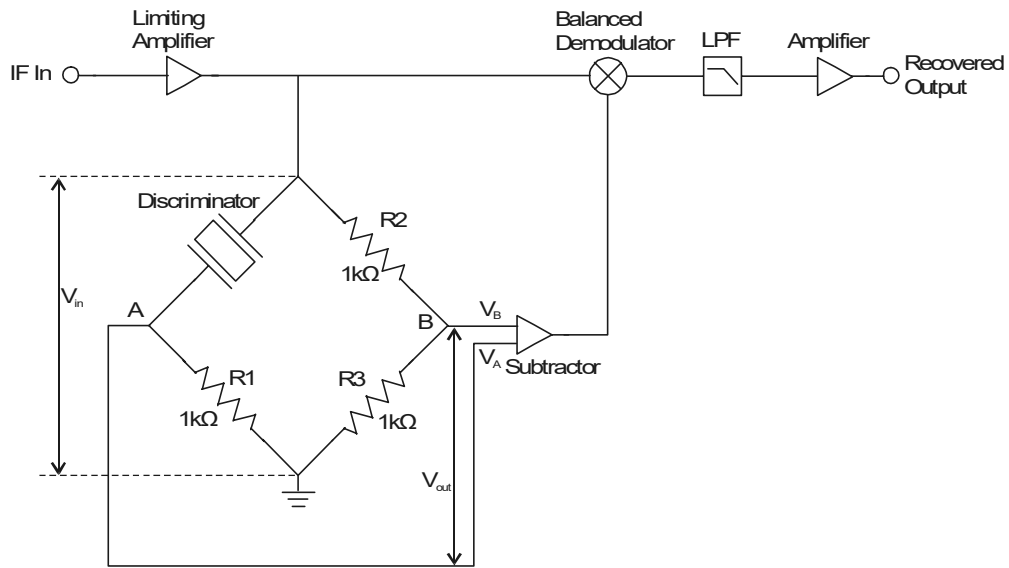 Limiting
Amplifier
Balanced
Demodulator
LPF
Amplifier
IF In
Recovered
Output
Discriminator
R2
1kΩ
Vin
A
B
VB
VA
Subtractor
R1
1kΩ
R3
1kΩ
Vout